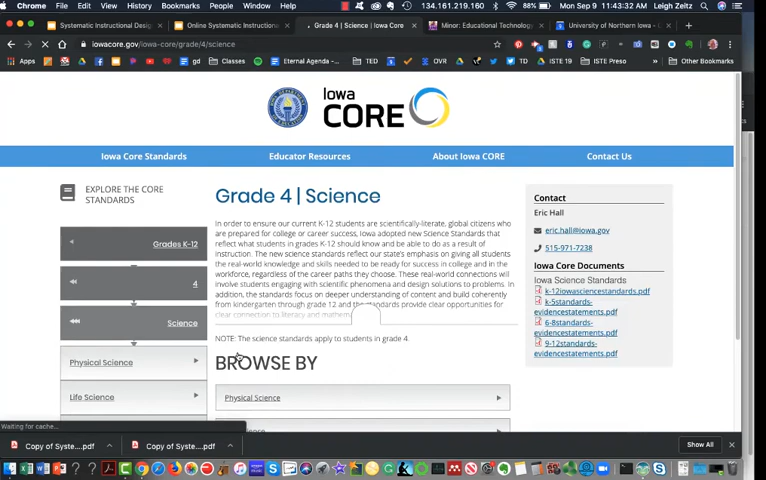 Chrome File Edit View History Bookmarks People Window Help 134.161.219.160 88% Mon Sep 9 11:43:32 AM Leigh Zeitz
Systematic Instructional Desig Online Systematic Instruction Grade 4 | Science | Iowa Core Minor: Educational Technology University of Northern Iowa -
iowacore.gov/iowa-core/grade/4/science
Apps gd Classes Eternal Agenda - TED OVR TD ISTE 19 ISTE Preso Other Bookmarks
Iowa
CORE
Iowa Core Standards Educator Resources About Iowa CORE Contact Us
EXPLORE THE CORE
STANDARDS
Grades K-12
4
Science
Physical Science
Life Science
Grade 4 | Science
In order to ensure our current K-12 students are scientifically-literate, global citizens who
are prepared for college or career success, Iowa adopted new Science Standards that
reflect what students in grades K-12 should know and be able to do as a result of
instruction. The new science standards reflect our state's emphasis on giving all students
the real-world knowledge and skills needed to be ready for success in college and in the
workforce, regardless of the career paths they choose. These real-world connections will
involve students engaging with scientific phenomena and design solutions to problems. In
addition, the standards focus on deeper understanding of content and build coherently
from kindergarten through grade 12 and the standards provide clear opportunities for
clear connection to literacy and mathem
NOTE: The science standards apply to students in grade 4.
BROWSE BY
Physical Science
Contact
Eric Hall
eric.hall@iowa.gov
515-971-7238
Iowa Core Documents
Iowa Science Standards
k-12iowasciencestandards.pdf
k-5standards-
evidencestatements.pdf
6-8standards-
evidencestatements.pdf
9-12standards-
evidencestatements.pdf
Waiting for cache...
Copy of Syste....pdf Copy of Syste....pdf Show All